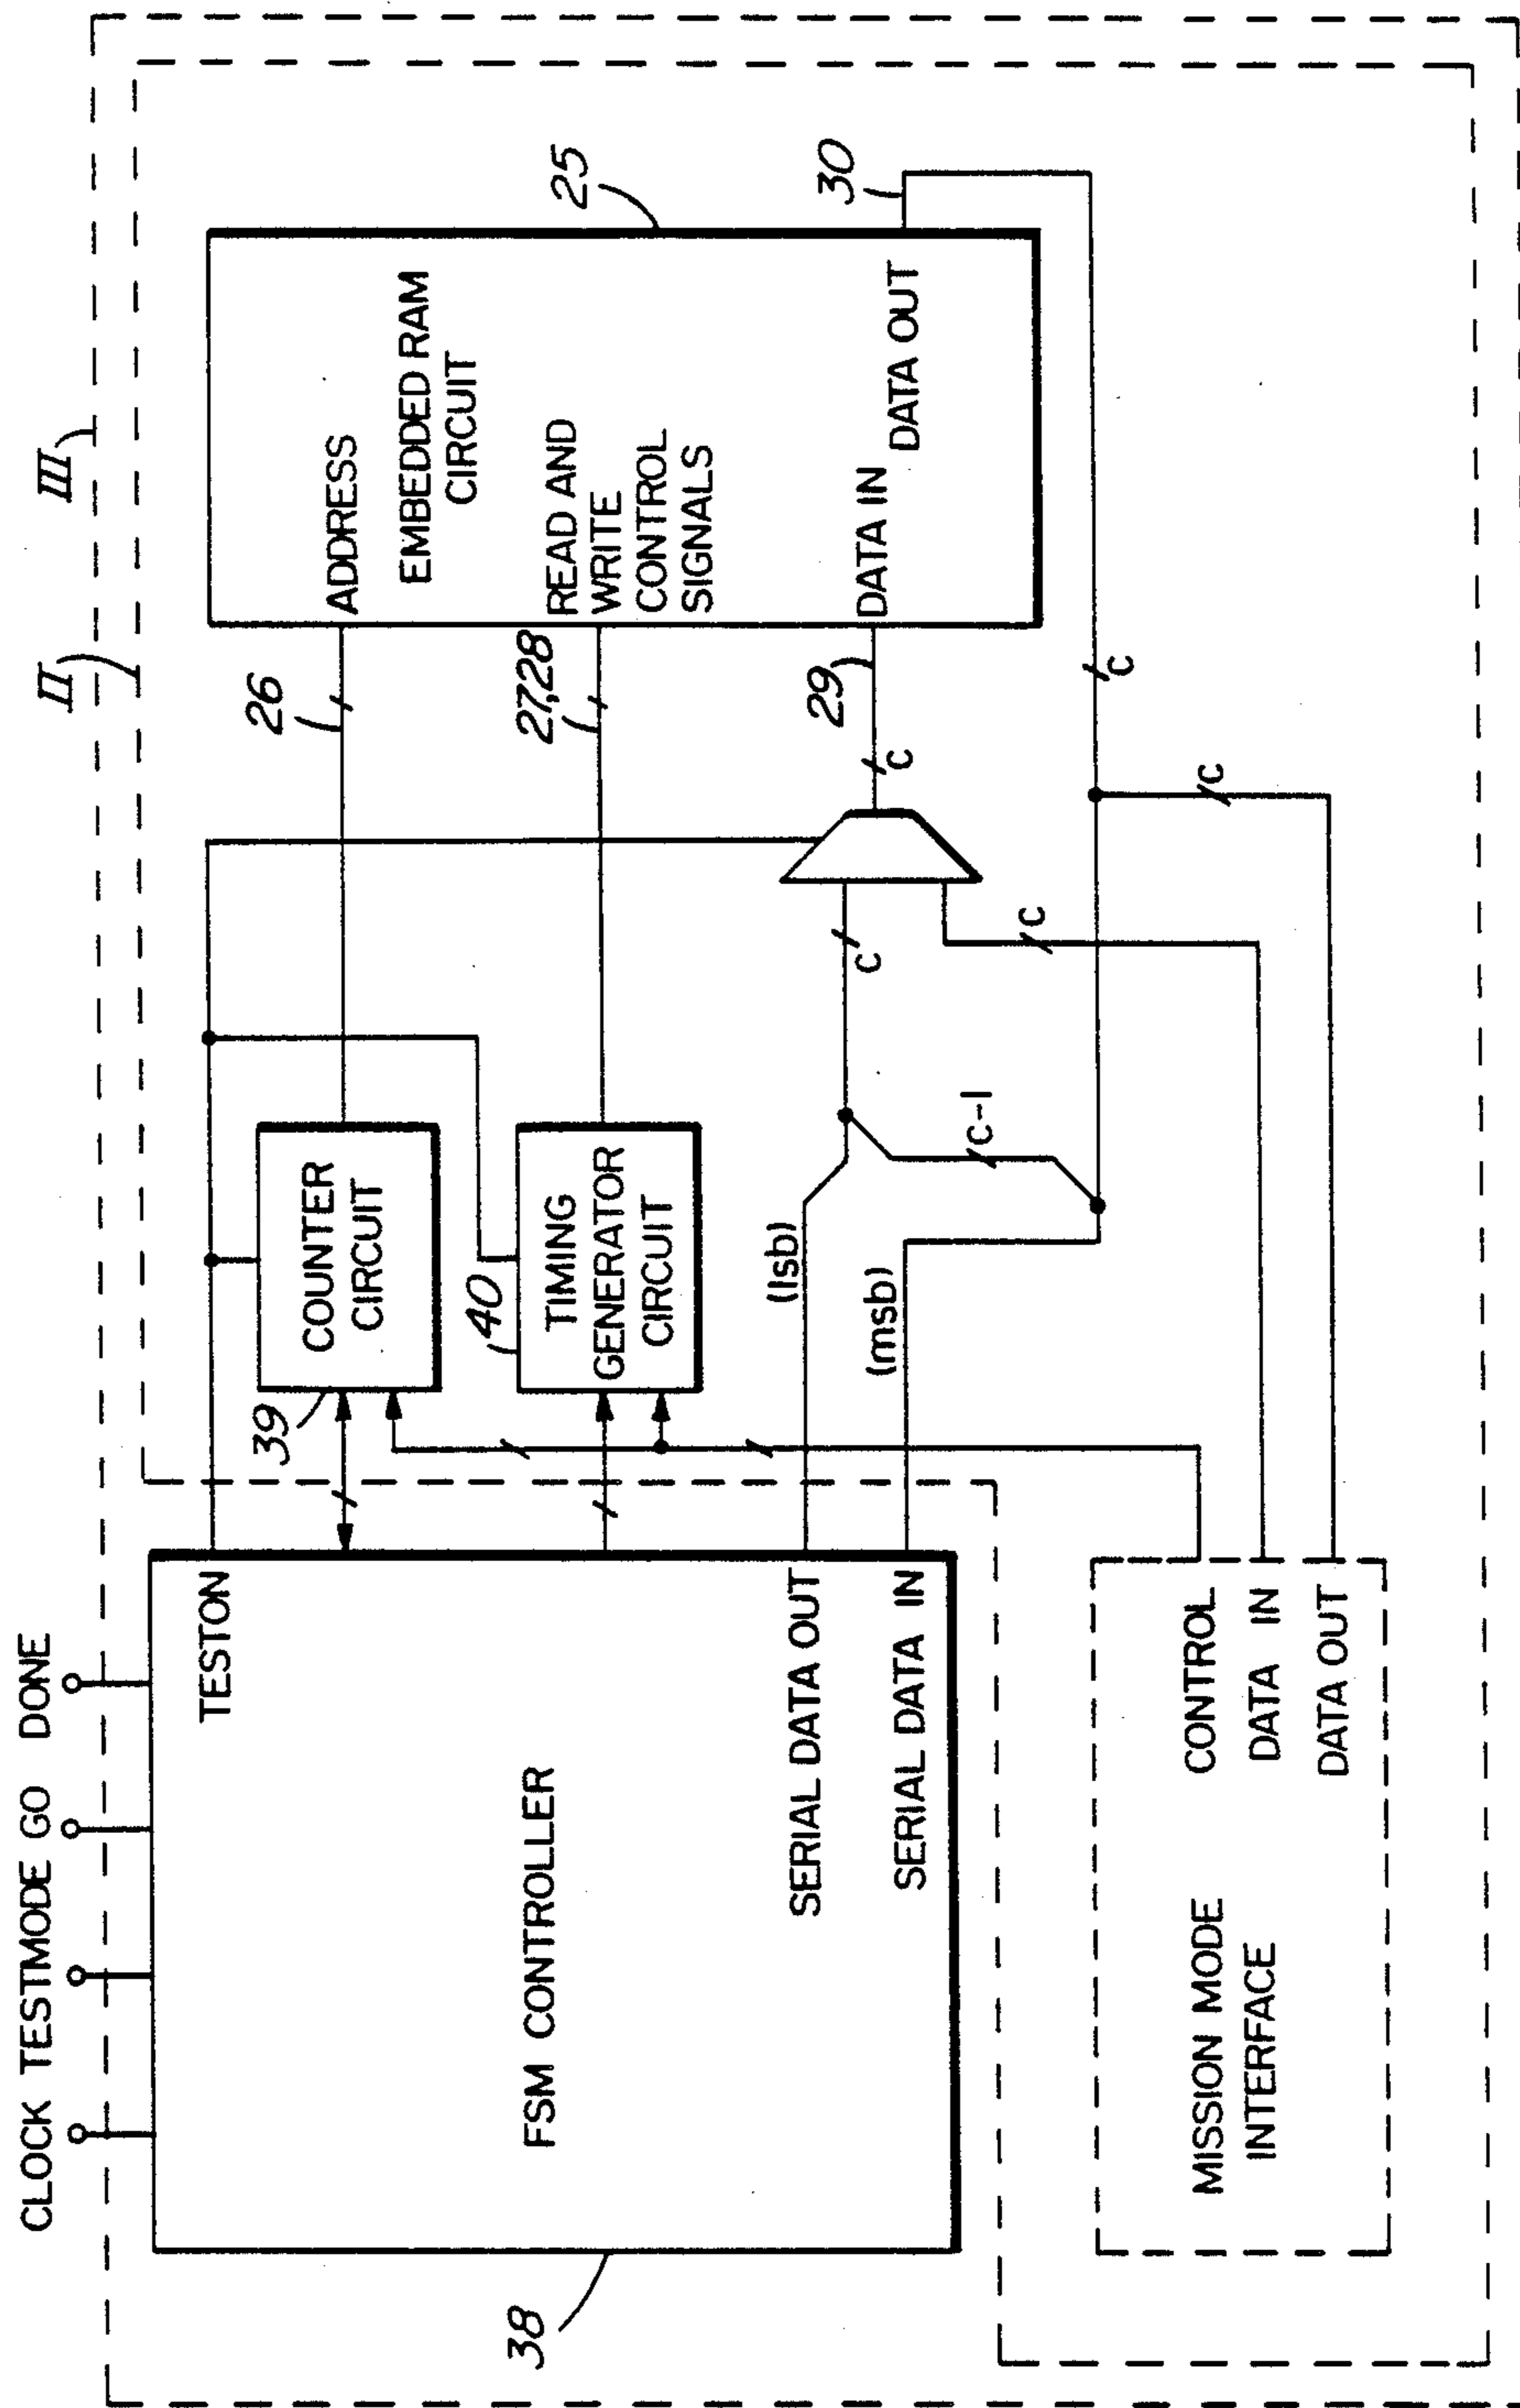 CLOCK TESTMODE GO DONE
III
II
TESTON
FSM CONTROLLER
SERIAL DATA OUT
SERIAL DATA IN
38
39
COUNTER
CIRCUIT
40
TIMING
GENERATOR
CIRCUIT
(lsb)
(msb)
c-1
c
c
c
c
c
26
27,28
29
25
30
ADDRESS
EMBEDDED RAM
CIRCUIT
READ AND
WRITE
CONTROL
SIGNALS
DATA IN
DATA OUT
MISSION MODE
INTERFACE
CONTROL
DATA IN
DATA OUT